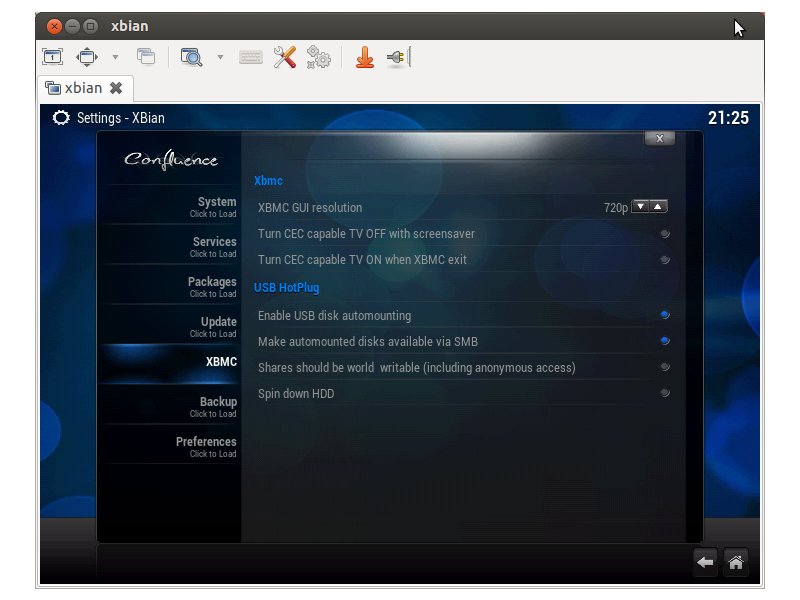 xbian
xbian
Settings - XBian
21:25
x
Confluence
System
Click to Load
Services
Click to Load
Packages
Click to Load
Update
Click to Load
XBMC
Backup
Click to Load
Preferences
Click to Load
Xbmc
XBMC GUI resolution
720p
Turn CEC capable TV OFF with screensaver
Turn CEC capable TV ON when XBMC exit
USB HotPlug
Enable USB disk automounting
Make automounted disks available via SMB
Shares should be world  writable (including anonymous access)
Spin down HDD